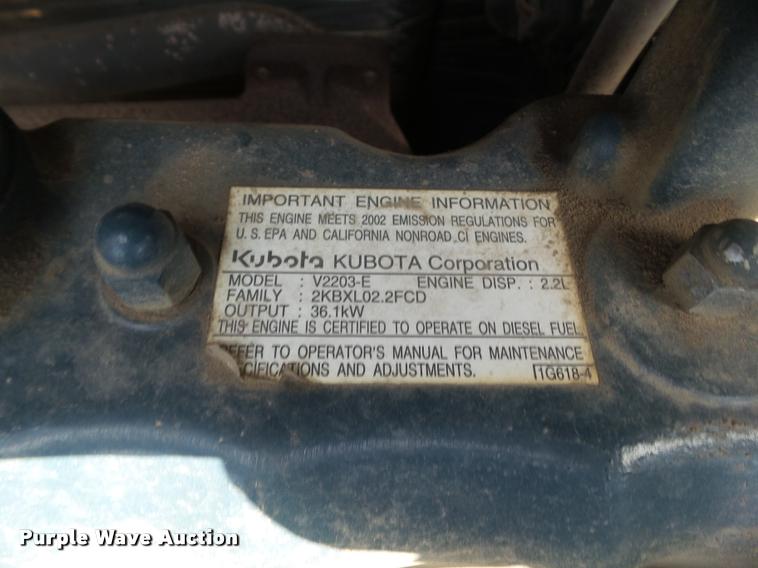 IMPORTANT ENGINE INFORMATION
THIS ENGINE MEETS 2002 EMISSION REGULATIONS FOR
U.S. EPA AND CALIFORNIA NONROAD CI ENGINES.
Kubota KUBOTA Corporation
MODEL : V2203-E ENGINE DISP. : 2.2L
FAMILY : 2KBXL02.2FCD
OUTPUT : 36.1kW
THIS ENGINE IS CERTIFIED TO OPERATE ON DIESEL FUEL
TO OPERATOR'S MANUAL FOR MAINTENANCE
AND ADJUSTMENTS. 1G618-4
Purple Wave Auction